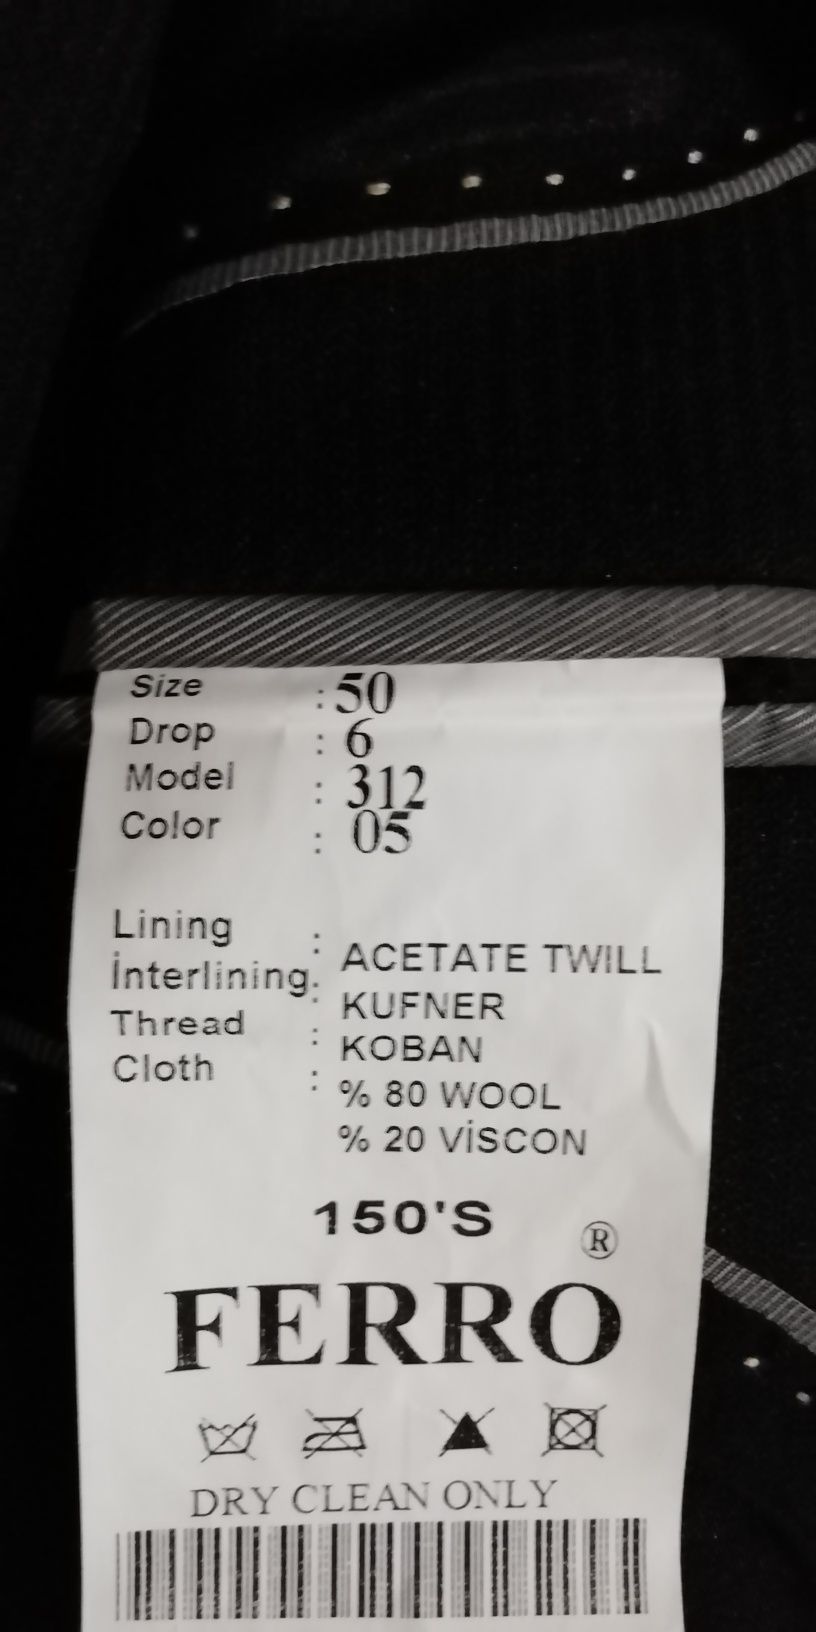 Size : 50
Drop : 6
Model : 312
Color : 05
Lining : ACETATE TWILL
İnterlining : KUFNER
Thread : KOBAN
Cloth : % 80 WOOL
% 20 VİSCON
150'S
FERRO®
DRY CLEAN ONLY